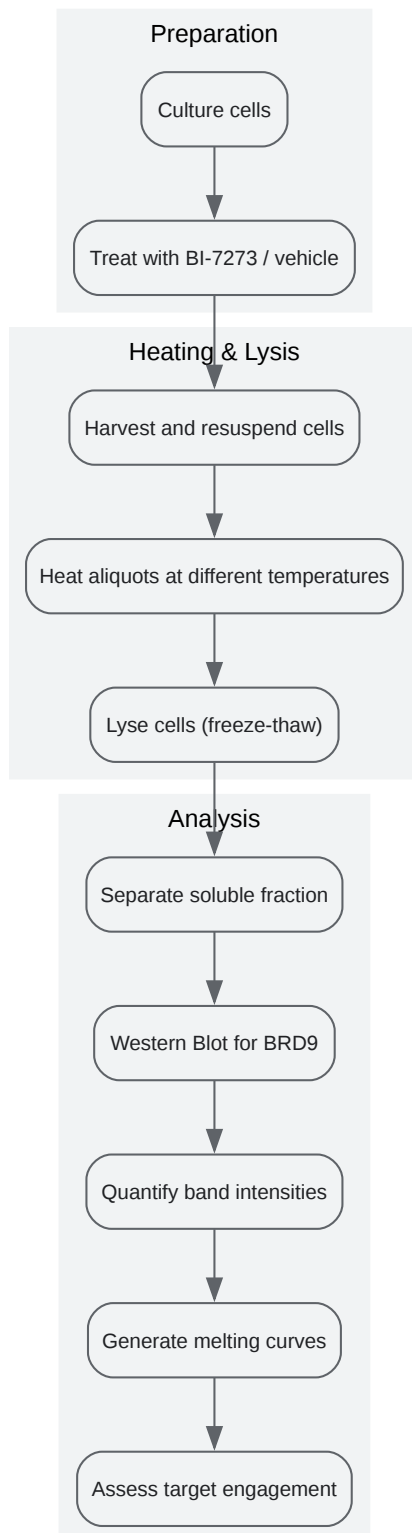 Preparation
Culture cells
Treat with BI-7273 / vehicle
Heating & Lysis
Harvest and resuspend cells
Heat aliquots at different temperatures
Lyse cells (freeze-thaw)
Analysis
Separate soluble fraction
Western Blot for BRD9
Quantify band intensities
Generate melting curves
Assess target engagement